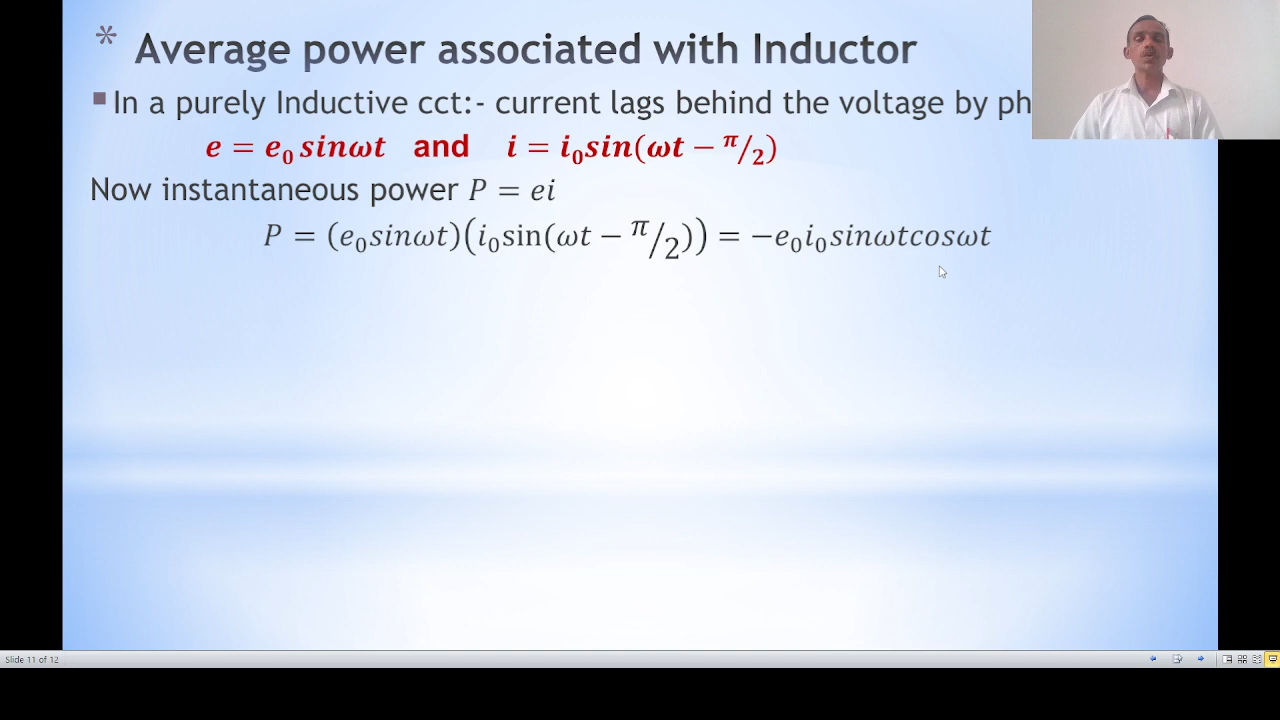 * Average power associated with Inductor
▪ In a purely Inductive cct:- current lags behind the voltage by ph
e = e₀ sinωt and i = i₀sin(ωt − π/2)
Now instantaneous power P = ei
P = (e₀sinωt)(i₀sin(ωt − π/2)) = −e₀i₀sinωtcosωt
Slide 11 of 12